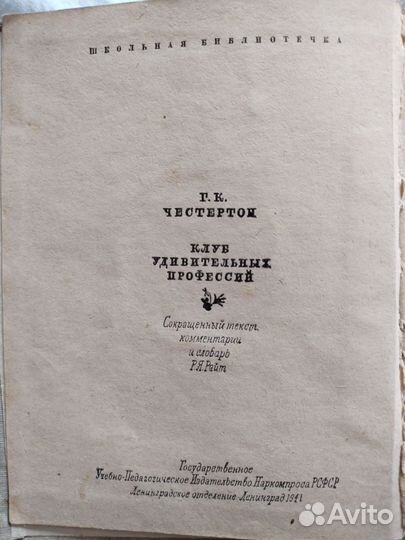 ШКОЛЬНАЯ БИБЛИОТЕЧКА
Г. К.
ЧЕСТЕРТОН
КЛУБ
УДИВИТЕЛЬНЫХ
ПРОФЕССИЙ
Сокращенный текст,
комментарии
и словарь
Р.Я.Райт
Государственное
Учебно-Педагогическое Издательство Наркомпроса РСФСР
Ленинградское отделение Ленинград 1941
Avito